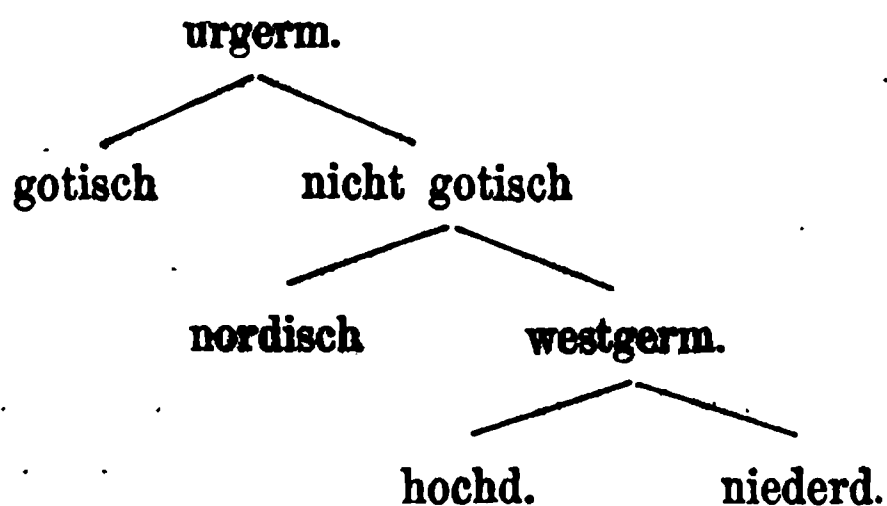 urgerm.
gotisch nicht gotisch
nordisch westgerm.
hochd. niederd.